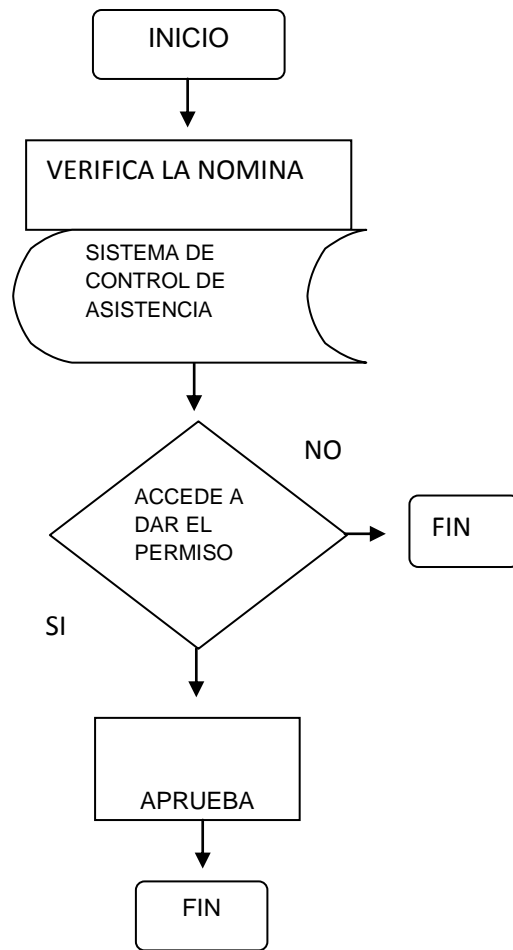 INICIO
VERIFICA LA NOMINA
SISTEMA DE
CONTROL DE
ASISTENCIA
NO
ACCEDE A
DAR EL
PERMISO
FIN
SI
APRUEBA
FIN